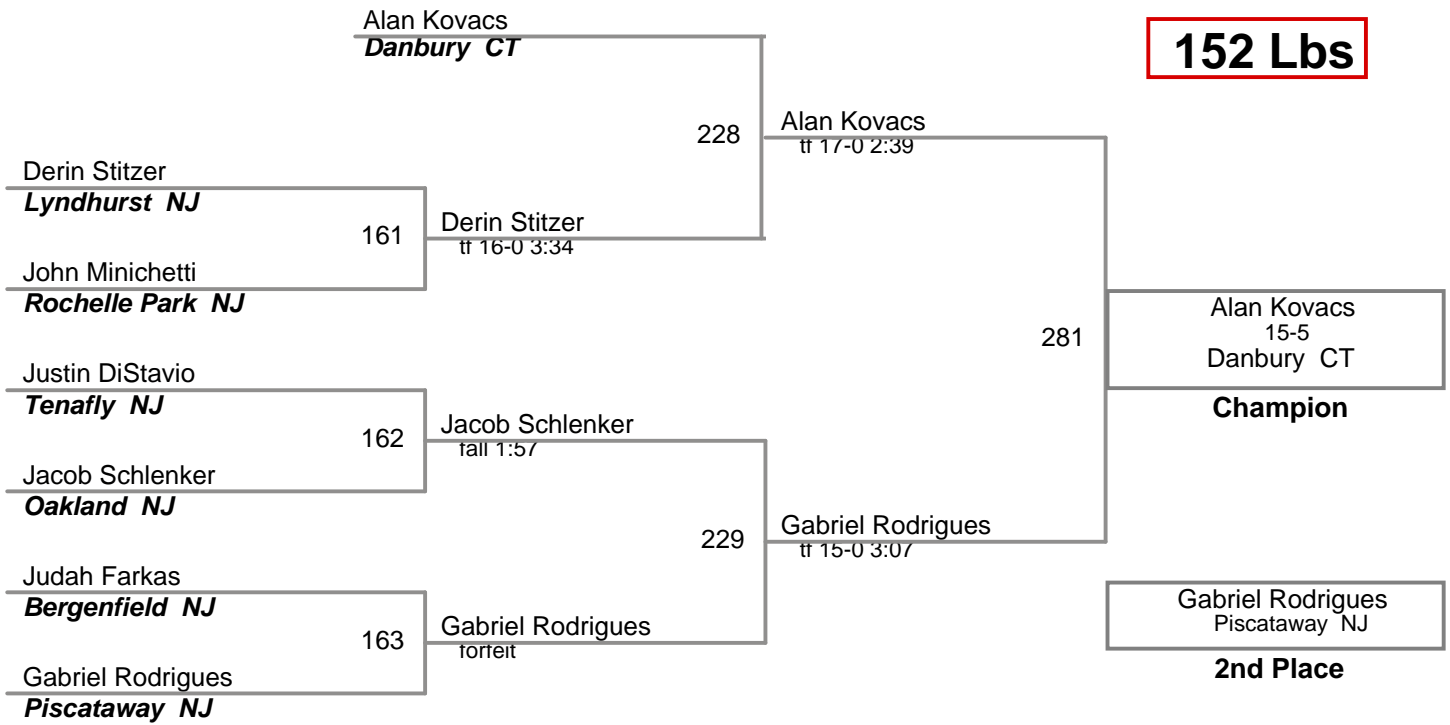 Alan Kovacs
Danbury CT
152 Lbs
228
Alan Kovacs
tf 17-0 2:39
Derin Stitzer
Lyndhurst NJ
161
Derin Stitzer
tf 16-0 3:34
John Minichetti
Rochelle Park NJ
281
Alan Kovacs
15-5
Danbury CT
Champion
Justin DiStavio
Tenafly NJ
162
Jacob Schlenker
fall 1:57
Jacob Schlenker
Oakland NJ
229
Gabriel Rodrigues
tf 15-0 3:07
Judah Farkas
Bergenfield NJ
163
Gabriel Rodrigues
forfeit
Gabriel Rodrigues
Piscataway NJ
Gabriel Rodrigues
Piscataway NJ
2nd Place